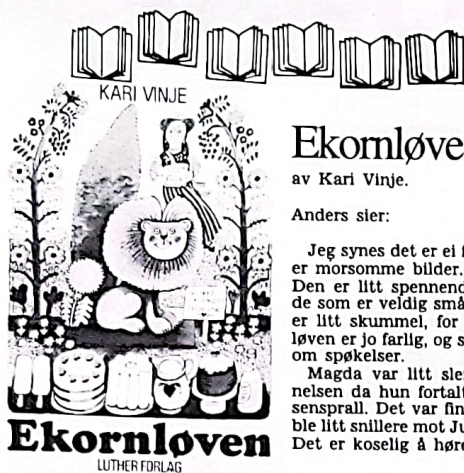 KARI VINJE
Ekornløven
LUTHER FORLAG
Ekornløve
av Kari Vinje.
Anders sier:
Jeg synes det er ei f
er morsomme bilder.
Den er litt spennend
de som er veldig små
er litt skummel, for
løven er jo farlig, og s
om spøkelser.
Magda var litt sle
nelsen da hun fortalt
sensprall. Det var fin
ble litt snillere mot Ju
Det er koselig å høre